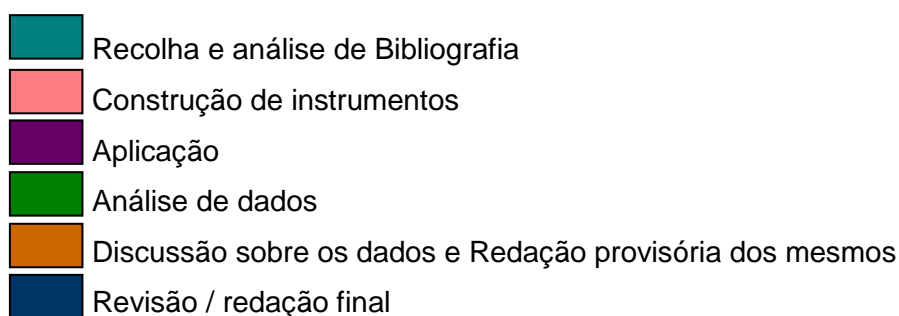 Recolha e análise de Bibliografia
Construção de instrumentos
Aplicação
Análise de dados
Discussão sobre os dados e Redação provisória dos mesmos
Revisão / redação final